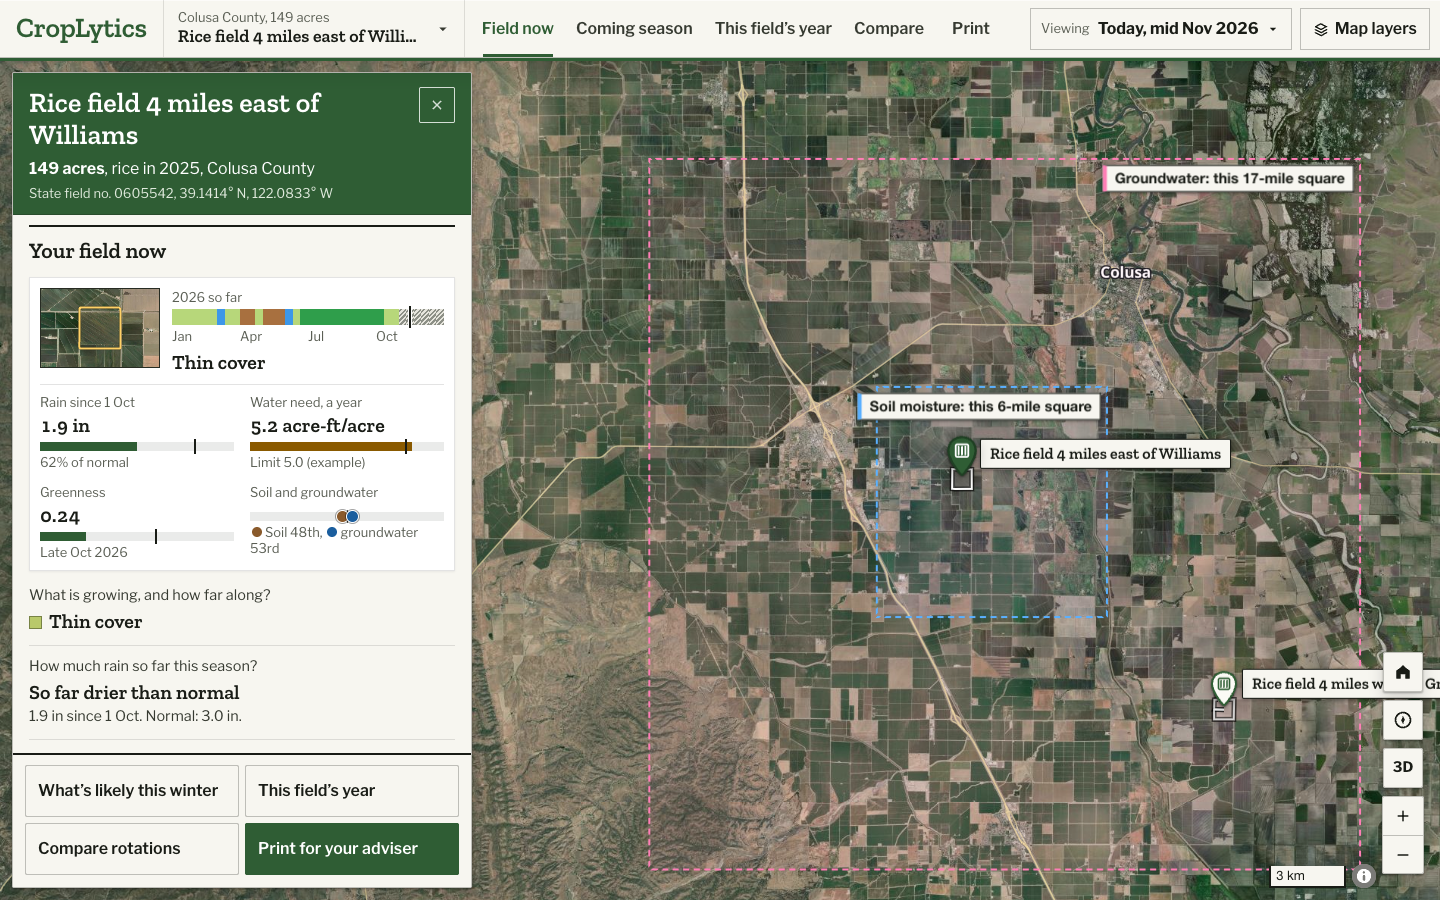 CropLytics
Colusa County, 149 acres
Rice field 4 miles east of Willi...
Field now
Coming season
This field's year
Compare
Print
Viewing Today, mid Nov 2026
Map layers
Rice field 4 miles east of
Williams
149 acres, rice in 2025, Colusa County
State field no. 0605542, 39.1414° N, 122.0833° W
Your field now
2026 so far
Jan Apr Jul Oct
Thin cover
Rain since 1 Oct
1.9 in
62% of normal
Water need, a year
5.2 acre-ft/acre
Limit 5.0 (example)
Greenness
0.24
Late Oct 2026
Soil and groundwater
Soil 48th, groundwater
53rd
What is growing, and how far along?
Thin cover
How much rain so far this season?
So far drier than normal
1.9 in since 1 Oct. Normal: 3.0 in.
What's likely this winter
This field's year
Compare rotations
Print for your adviser
Groundwater: this 17-mile square
Colusa
Soil moisture: this 6-mile square
Rice field 4 miles east of Williams
Rice field 4 miles w
Gr
3D
3 km